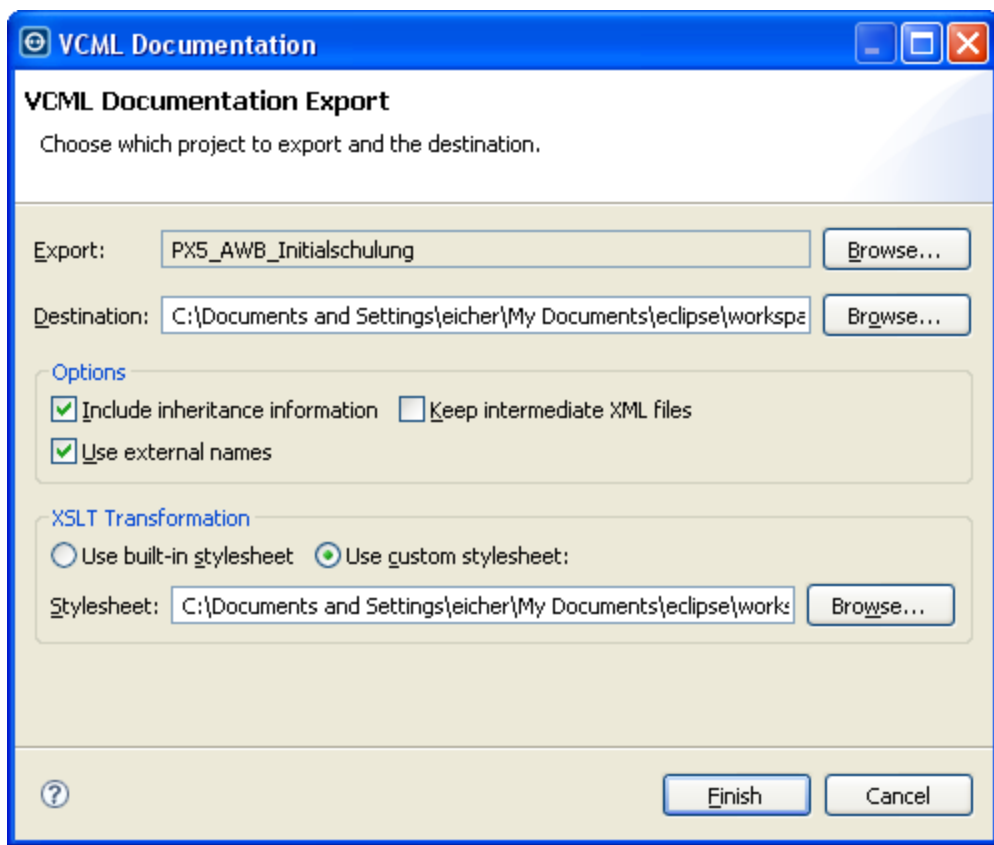 VCML Documentation
VCML Documentation Export
Choose which project to export and the destination.
Export: PX5_AWB_Initialschulung Browse...
Destination: C:\Documents and Settings\eicher\My Documents\eclipse\workspa Browse...
Options
Include inheritance information Keep intermediate XML files
Use external names
XSLT Transformation
Use built-in stylesheet Use custom stylesheet:
Stylesheet: C:\Documents and Settings\eicher\My Documents\eclipse\works Browse...
? Finish Cancel